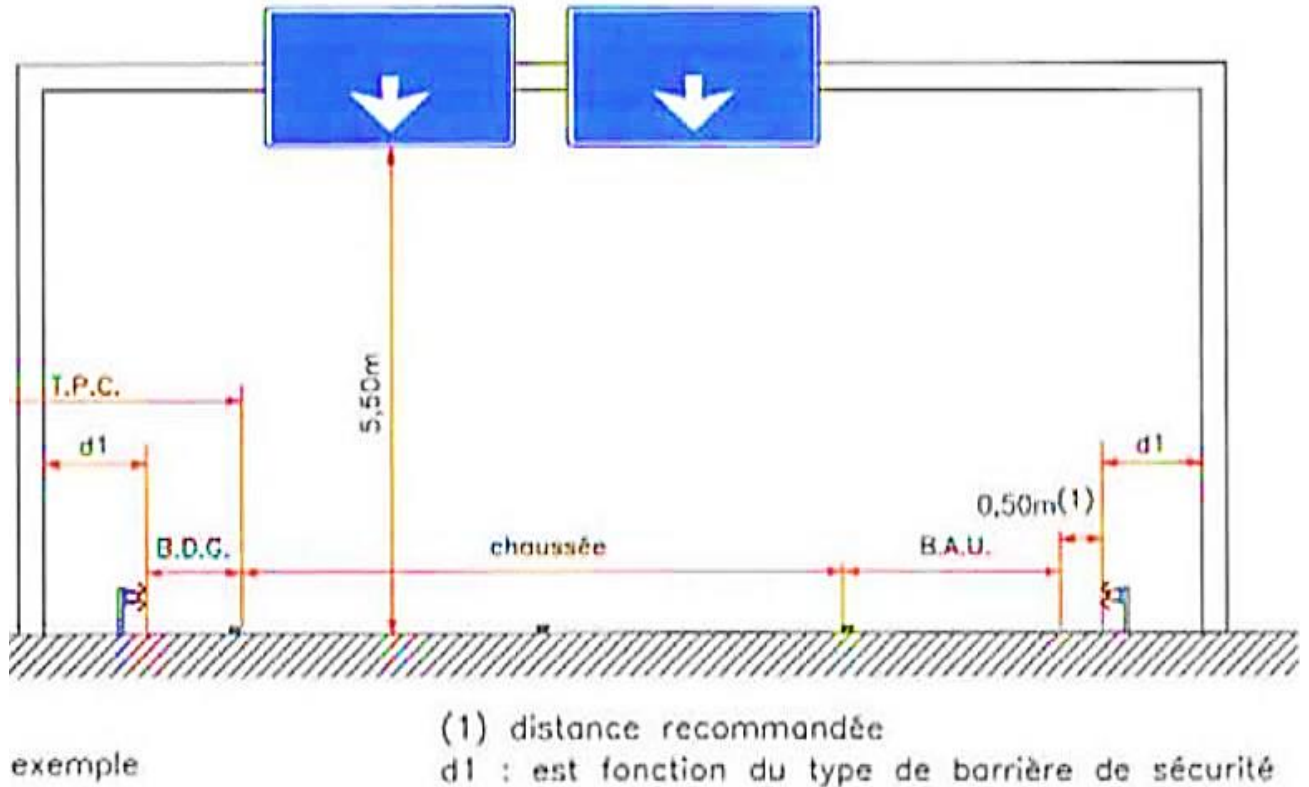 T.P.C.
d1
B.D.G.
5,50m
chaussée
B.A.U.
0,50m(1)
d1
(1) distance recommandée
exemple
d1 : est fonction du type de barrière de sécurité